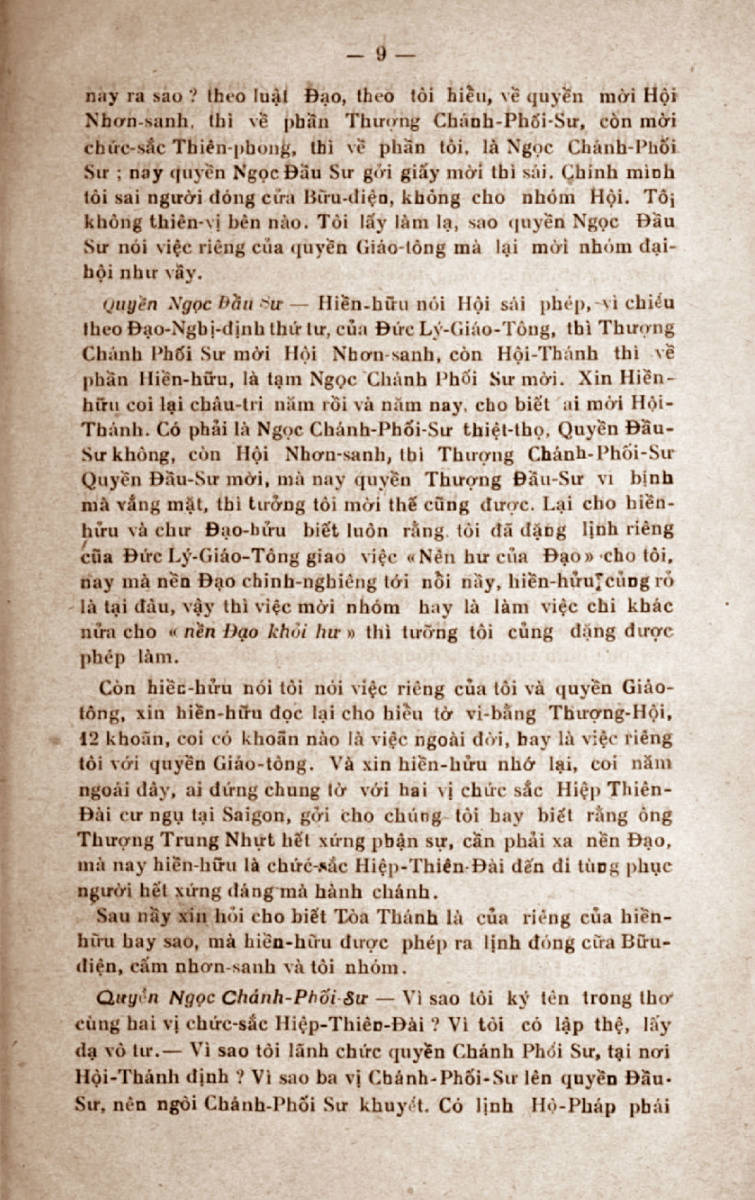 — 9 —
nay ra sao ? theo luật Đạo, theo tôi hiểu, về quyền mời Hội
Nhơn-sanh, thì về phần Thượng Chánh-Phối-Sư, còn mời
chức-sắc Thiên-phong, thì về phần tôi, là Ngọc Chánh-Phối
Sư ; nay quyền Ngọc Đầu Sư gởi giấy mời thì sái. Chính mình
tôi sai người đóng cửa Bữu-điện, không cho nhóm Hội. Tôi
không thiên-vị bên nào. Tôi lấy làm lạ, sao quyền Ngọc Đầu
Sư nói việc riêng của quyền Giáo-tông mà lại mời nhóm đại-
hội như vậy.
Quyền Ngọc Đầu Sư — Hiền-hữu nói Hội sái phép, vì chiếu
theo Đạo-Nghị-định thứ tư, của Đức Lý-Giáo-Tông, thì Thượng
Chánh Phối Sư mời Hội Nhơn-sanh, còn Hội-Thánh thì về
phần Hiền-hữu, là tạm Ngọc Chánh Phối Sư mời. Xin Hiền-
hữu coi lại châu-tri năm rồi và năm nay, cho biết ai mời Hội-
Thánh. Có phải là Ngọc Chánh-Phối-Sư thiệt-thọ, Quyền Đầu-
Sư không, còn Hội Nhơn-sanh, thì Thượng Chánh-Phối-Sư
Quyền Đầu-Sư mời, mà nay quyền Thượng Đầu-Sư vì bịnh
mà vắng mặt, thì tưởng tôi mời thế cũng được. Lại cho hiền-
hửu và chư Đạo-hửu biết luôn rằng tôi đã đặng lịnh riêng
cũa Đức Lý-Giáo-Tông giao việc «Nên hư của Đạo» cho tôi,
nay mà nền Đạo chinh-nghiêng tới nỗi nầy, hiền-hửu củng rỏ
là tại đâu, vậy thì việc mời nhóm hay là làm việc chi khác
nửa cho « nền Đạo khỏi hư » thì tưỡng tôi củng đặng được
phép làm.
Còn hiền-hửu nói tôi nói việc riêng của tôi và quyền Giáo-
tông, xin hiền-hữu đọc lại cho hiểu tờ vi-bằng Thượng-Hội,
12 khoãn, coi có khoãn nào là việc ngoài đời, hay là việc riêng
tôi với quyền Giáo-tông. Và xin hiền-hửu nhớ lại, coi năm
ngoái đây, ai đứng chung tờ với hai vị chức sắc Hiệp Thiên-
Đài cư ngụ tại Saigon, gởi cho chúng tôi hay biết rằng ông
Thượng Trung Nhựt hết xứng phận sự, cần phải xa nền Đạo,
mà nay hiền-hữu là chức-sắc Hiệp-Thiên-Đài đến đi tùng phục
người hết xứng đáng mà hành chánh.
Sau nầy xin hỏi cho biết Tòa Thánh là của riêng của hiền-
hữu hay sao, mà hiền-hữu được phép ra lịnh đóng cữa Bữu-
điện, cấm nhơn-sanh và tôi nhóm.
Quyền Ngọc Chánh-Phối-Sư — Vì sao tôi ký tên trong thơ
cùng hai vị chức-sắc Hiệp-Thiên-Đài ? Vì tôi có lập thệ, lấy
dạ vô tư.— Vì sao tôi lãnh chức quyền Chánh Phối Sư, tại nơi
Hội-Thánh định ? Vì sao ba vị Chánh-Phối-Sư lên quyền Đầu-
Sư, nên ngôi Chánh-Phối Sư khuyết. Có lịnh Hộ-Pháp phái